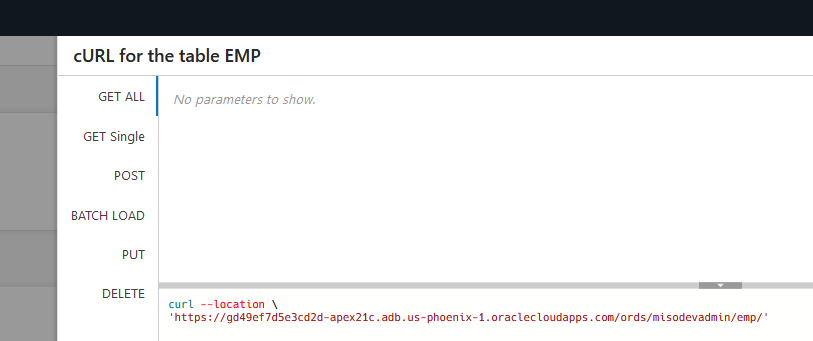 cURL for the table EMP
GET ALL
No parameters to show.
GET Single
POST
BATCH LOAD
PUT
DELETE
curl --location \
'https://gd49ef7d5e3cd2d-apex21c.adb.us-phoenix-1.oraclecloudapps.com/ords/misodevadmin/emp/'